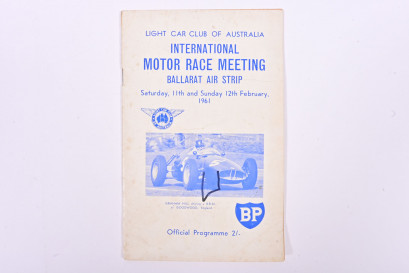 LIGHT CAR CLUB OF AUSTRALIA
INTERNATIONAL
MOTOR RACE MEETING
BALLARAT AIR STRIP
Saturday, 11th and Sunday 12th February,
1961
BP
Official Programme 2/-